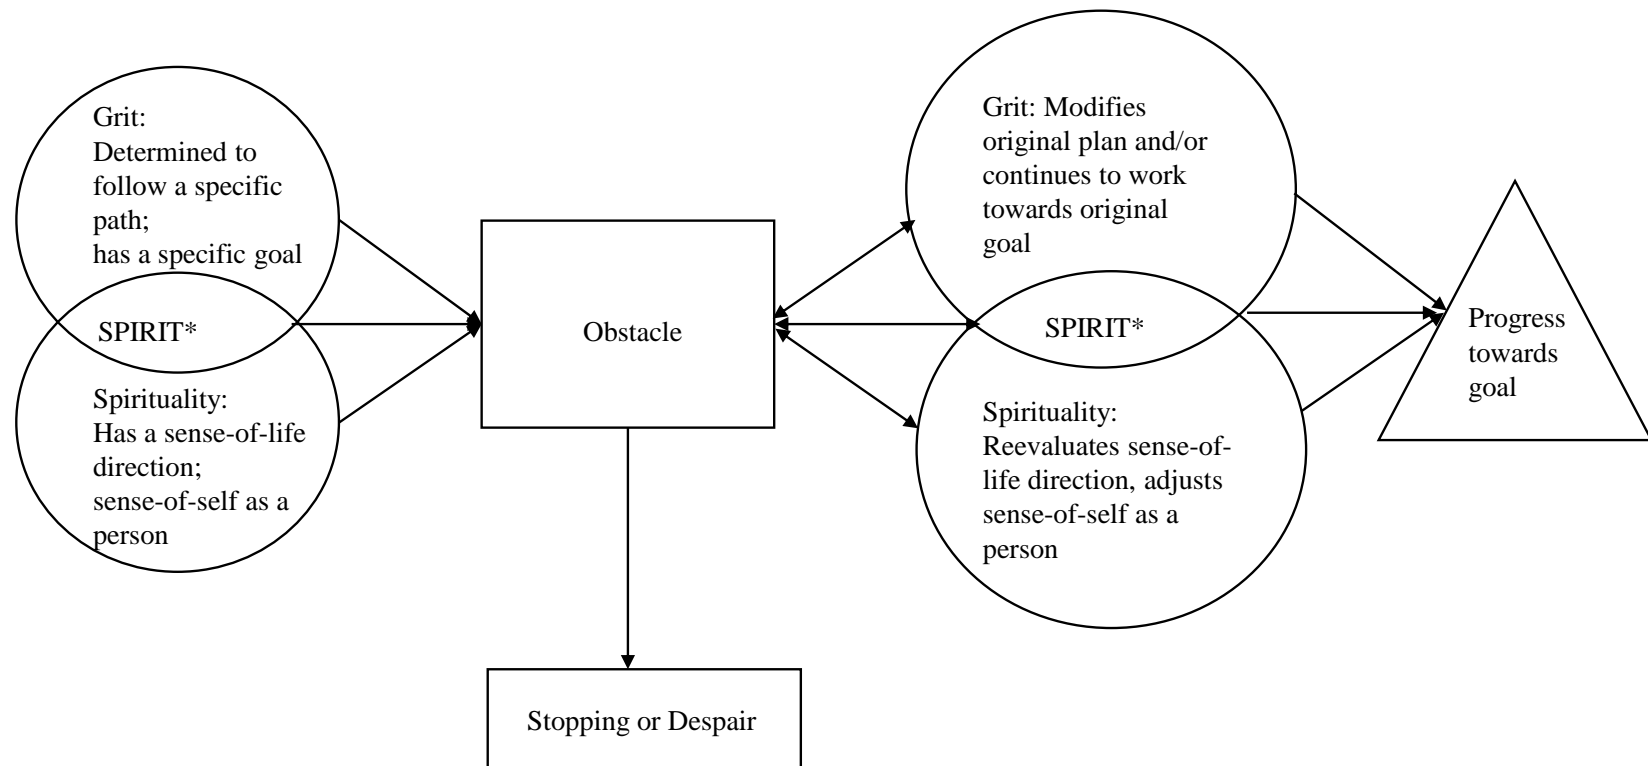 Grit:
Determined to
follow a specific
path;
has a specific goal
SPIRIT*
Spirituality:
Has a sense-of-life
direction;
sense-of-self as a
person
Obstacle
Stopping or Despair
Grit: Modifies
original plan and/or
continues to work
towards original
goal
SPIRIT*
Spirituality:
Reevaluates sense-of-
life direction, adjusts
sense-of-self as a
person
Progress
towards
goal